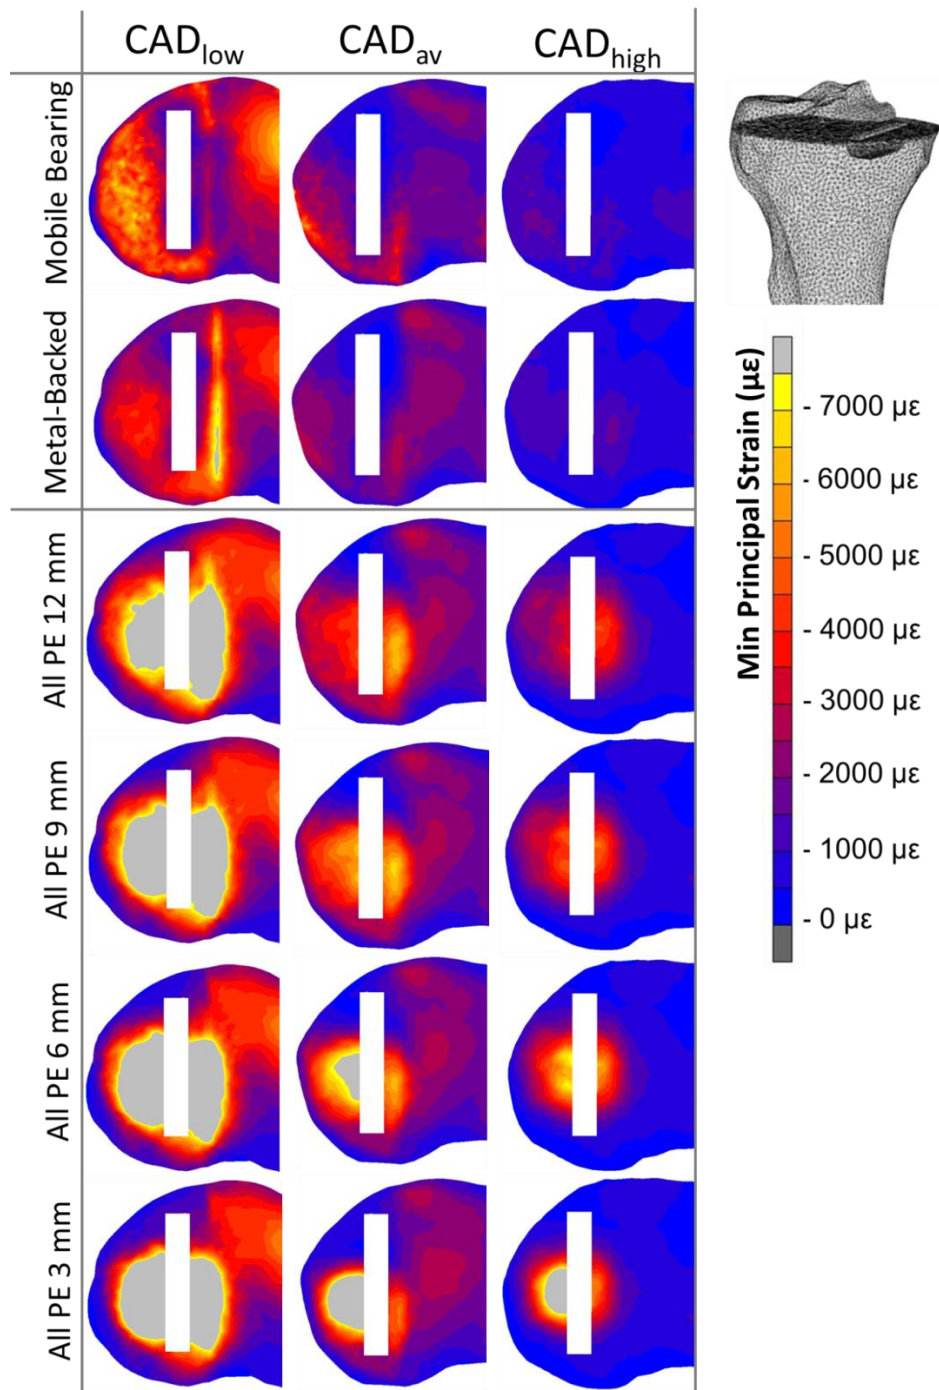 CADlow CADav CADhigh
Mobile Bearing
Metal-Backed
All PE 12 mm
All PE 9 mm
All PE 6 mm
All PE 3 mm
Min Principal Strain (µε)
- 7000 µε
- 6000 µε
- 5000 µε
- 4000 µε
- 3000 µε
- 2000 µε
- 1000 µε
- 0 µε